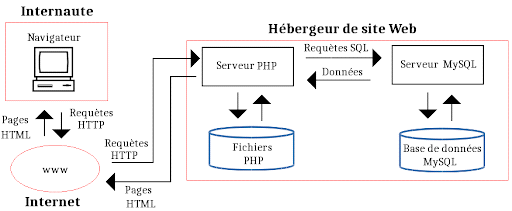 Internaute
Navigateur
Hébergeur de site Web
Requêtes SQL
Serveur PHP
Serveur MySQL
Données
Pages
HTML
Requêtes
HTTP
Requêtes
HTTP
Fichiers
PHP
Base de données
MySQL
www
Pages
HTML
Internet